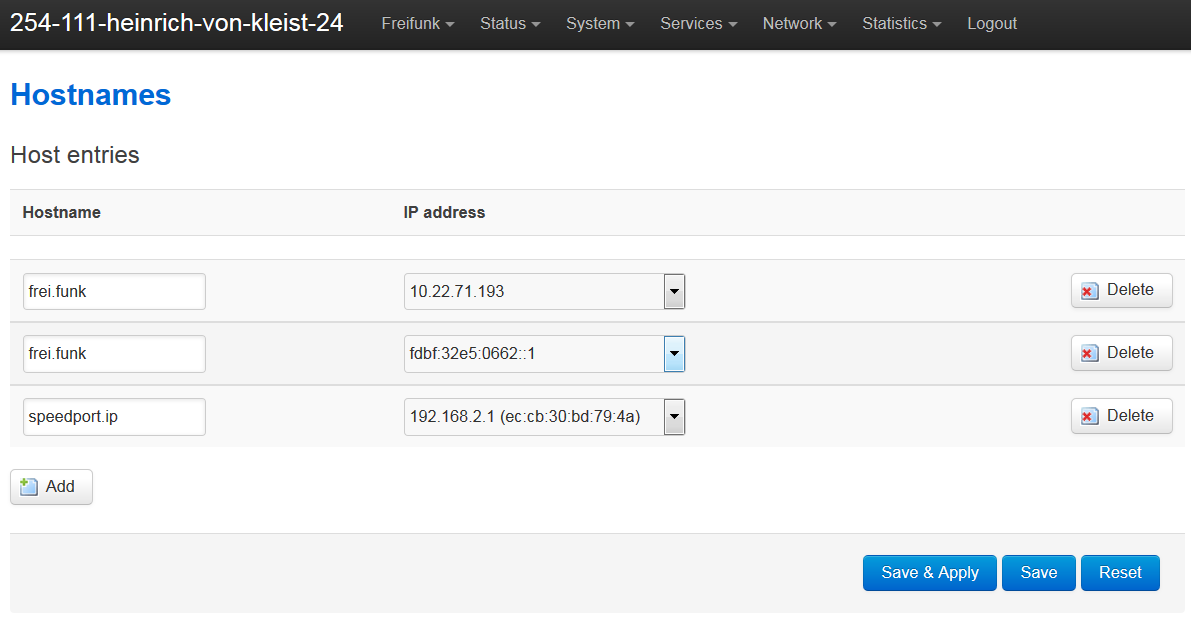 254-111-heinrich-von-kleist-24 Freifunk Status System Services Network Statistics Logout
Hostnames
Host entries
Hostname IP address
frei.funk 10.22.71.193 Delete
frei.funk fdbf:32e5:0662::1 Delete
speedport.ip 192.168.2.1 (ec:cb:30:bd:79:4a) Delete
Add
Save & Apply Save Reset